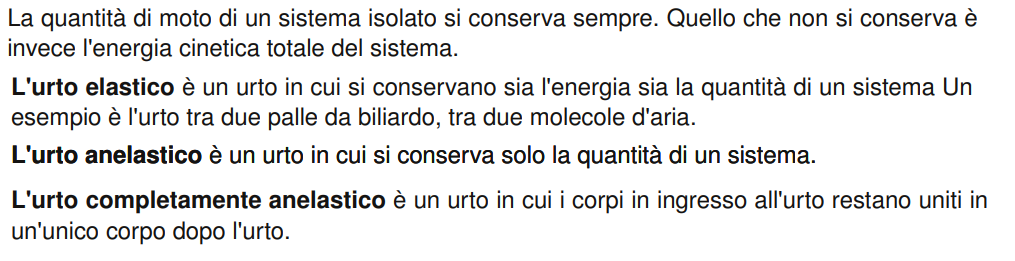 La quantità di moto di un sistema isolato si conserva sempre. Quello che non si conserva è
invece l'energia cinetica totale del sistema.
L'urto elastico è un urto in cui si conservano sia l'energia sia la quantità di un sistema Un
esempio è l'urto tra due palle da biliardo, tra due molecole d'aria.
L'urto anelastico è un urto in cui si conserva solo la quantità di un sistema.
L'urto completamente anelastico è un urto in cui i corpi in ingresso all'urto restano uniti in
un'unico corpo dopo l'urto.